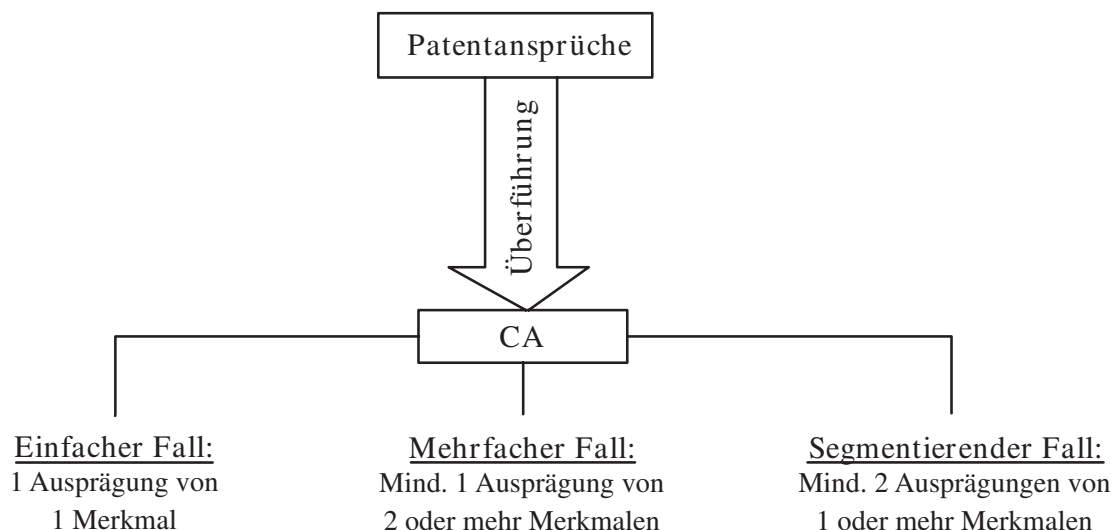 Patentansprüche
Überführung
CA
Einfacher Fall:
1 Ausprägung von
1 Merkmal
Mehrfacher Fall:
Mind. 1 Ausprägung von
2 oder mehr Merkmalen
Segmentierender Fall:
Mind. 2 Ausprägungen von
1 oder mehr Merkmalen